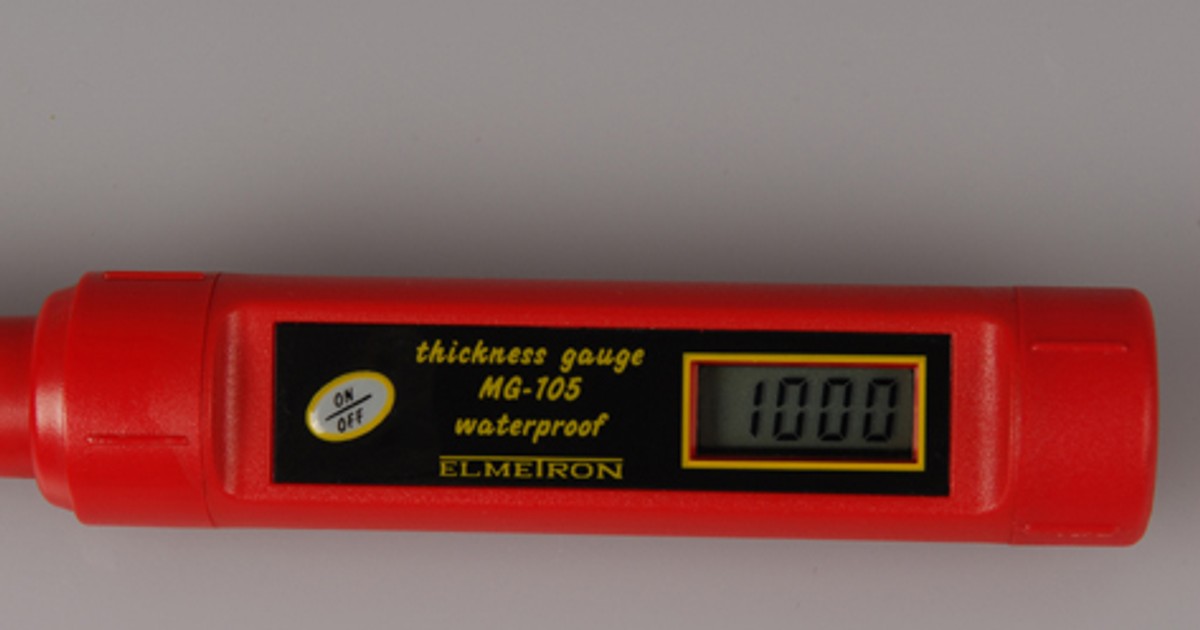 ON
OFF
thickness gauge
MG-105
waterproof
ELMETRON
1000